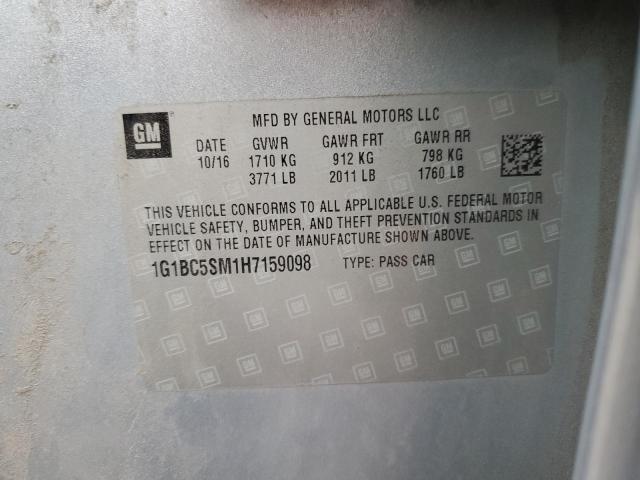 GM
MFD BY GENERAL MOTORS LLC
DATE GVWR GAWR FRT GAWR RR
10/16 1710 KG 912 KG 798 KG
3771 LB 2011 LB 1760 LB
THIS VEHICLE CONFORMS TO ALL APPLICABLE U.S. FEDERAL MOTOR
VEHICLE SAFETY, BUMPER, AND THEFT PREVENTION STANDARDS IN
EFFECT ON THE DATE OF MANUFACTURE SHOWN ABOVE.
1G1BC5SM1H7159098 TYPE: PASS CAR